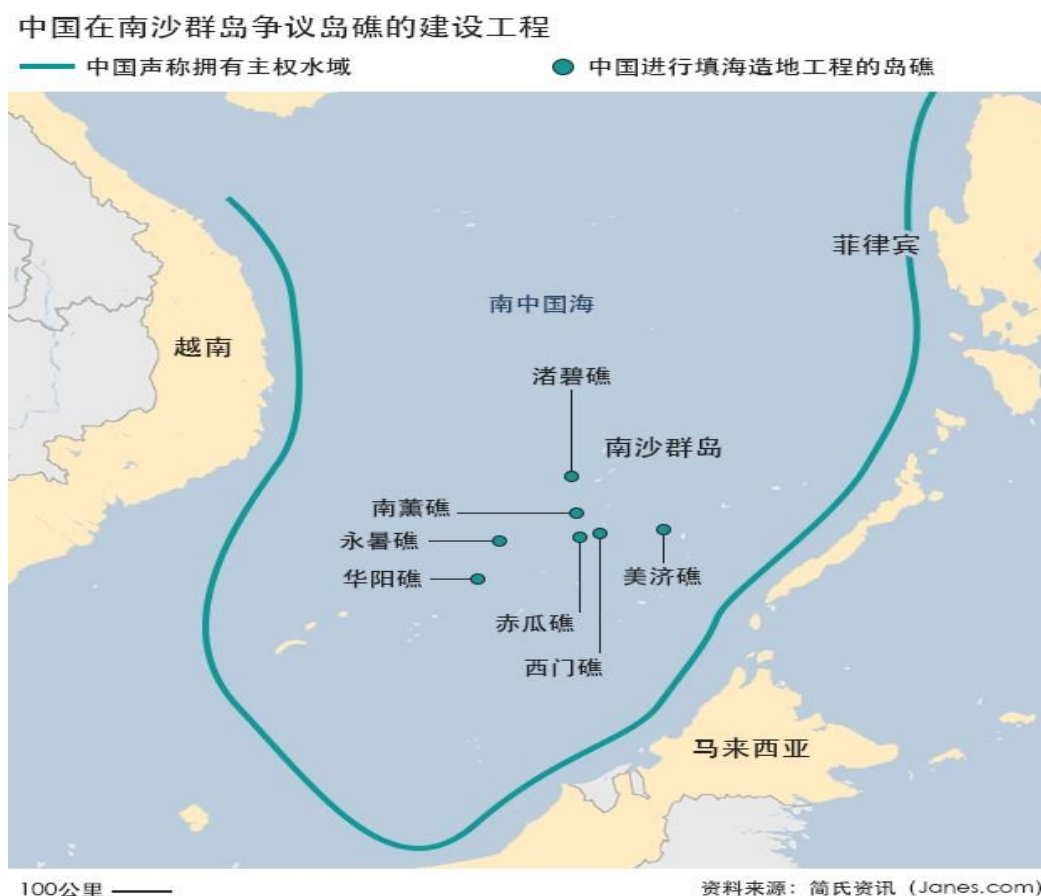 中国在南沙群岛争议岛礁的建设工程
中国声称拥有主权水域
中国进行填海造地工程的岛礁
菲律宾
南中国海
越南
渚碧礁
南沙群岛
南薰礁
永暑礁
华阳礁
美济礁
赤瓜礁
西门礁
马来西亚
100公里
资料来源：简氏资讯 (Janes.com)